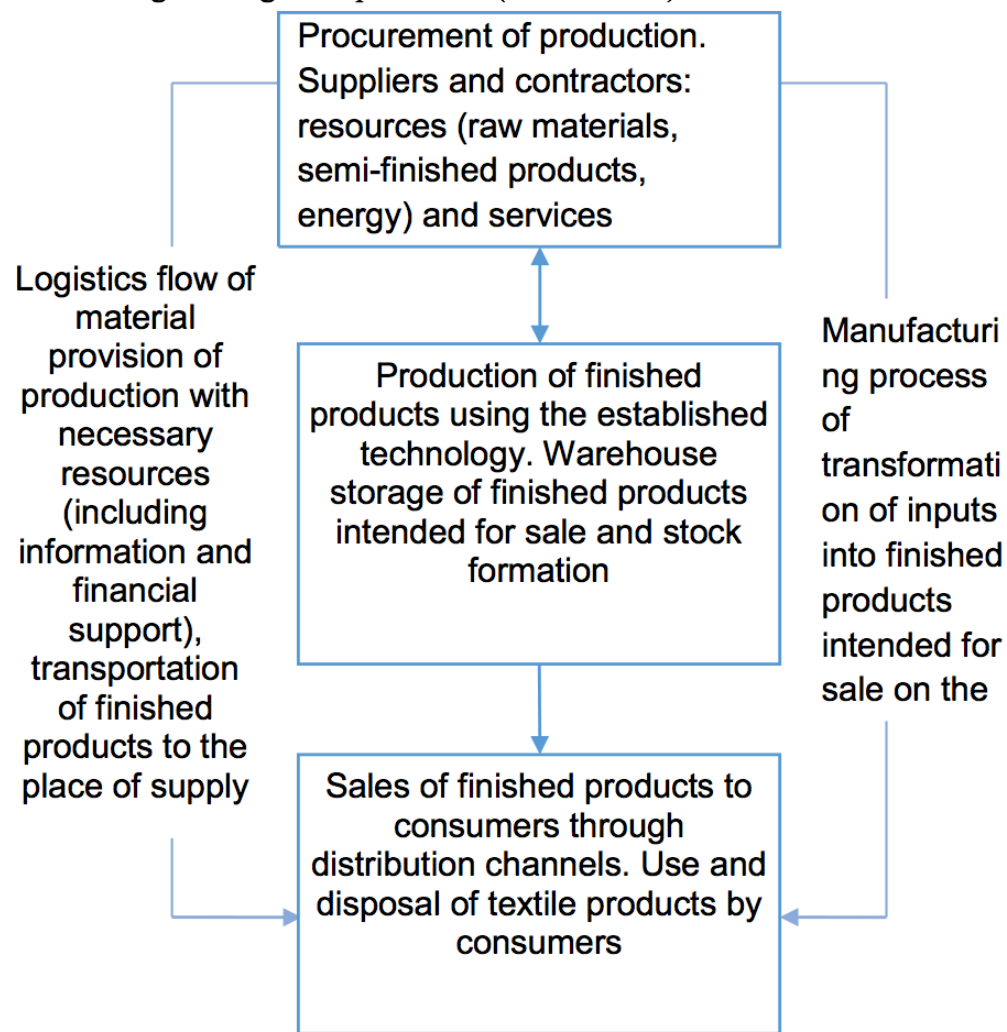 Procurement of production.
Suppliers and contractors:
resources (raw materials,
semi-finished products,
energy) and services
Logistics flow of
material
provision of
production with
necessary
resources
(including
information and
financial
support),
transportation
of finished
products to the
place of supply
Production of finished
products using the established
technology. Warehouse
storage of finished products
intended for sale and stock
formation
Manufacturi
ng process
of
transformati
on of inputs
into finished
products
intended for
sale on the
Sales of finished products to
consumers through
distribution channels. Use and
disposal of textile products by
consumers